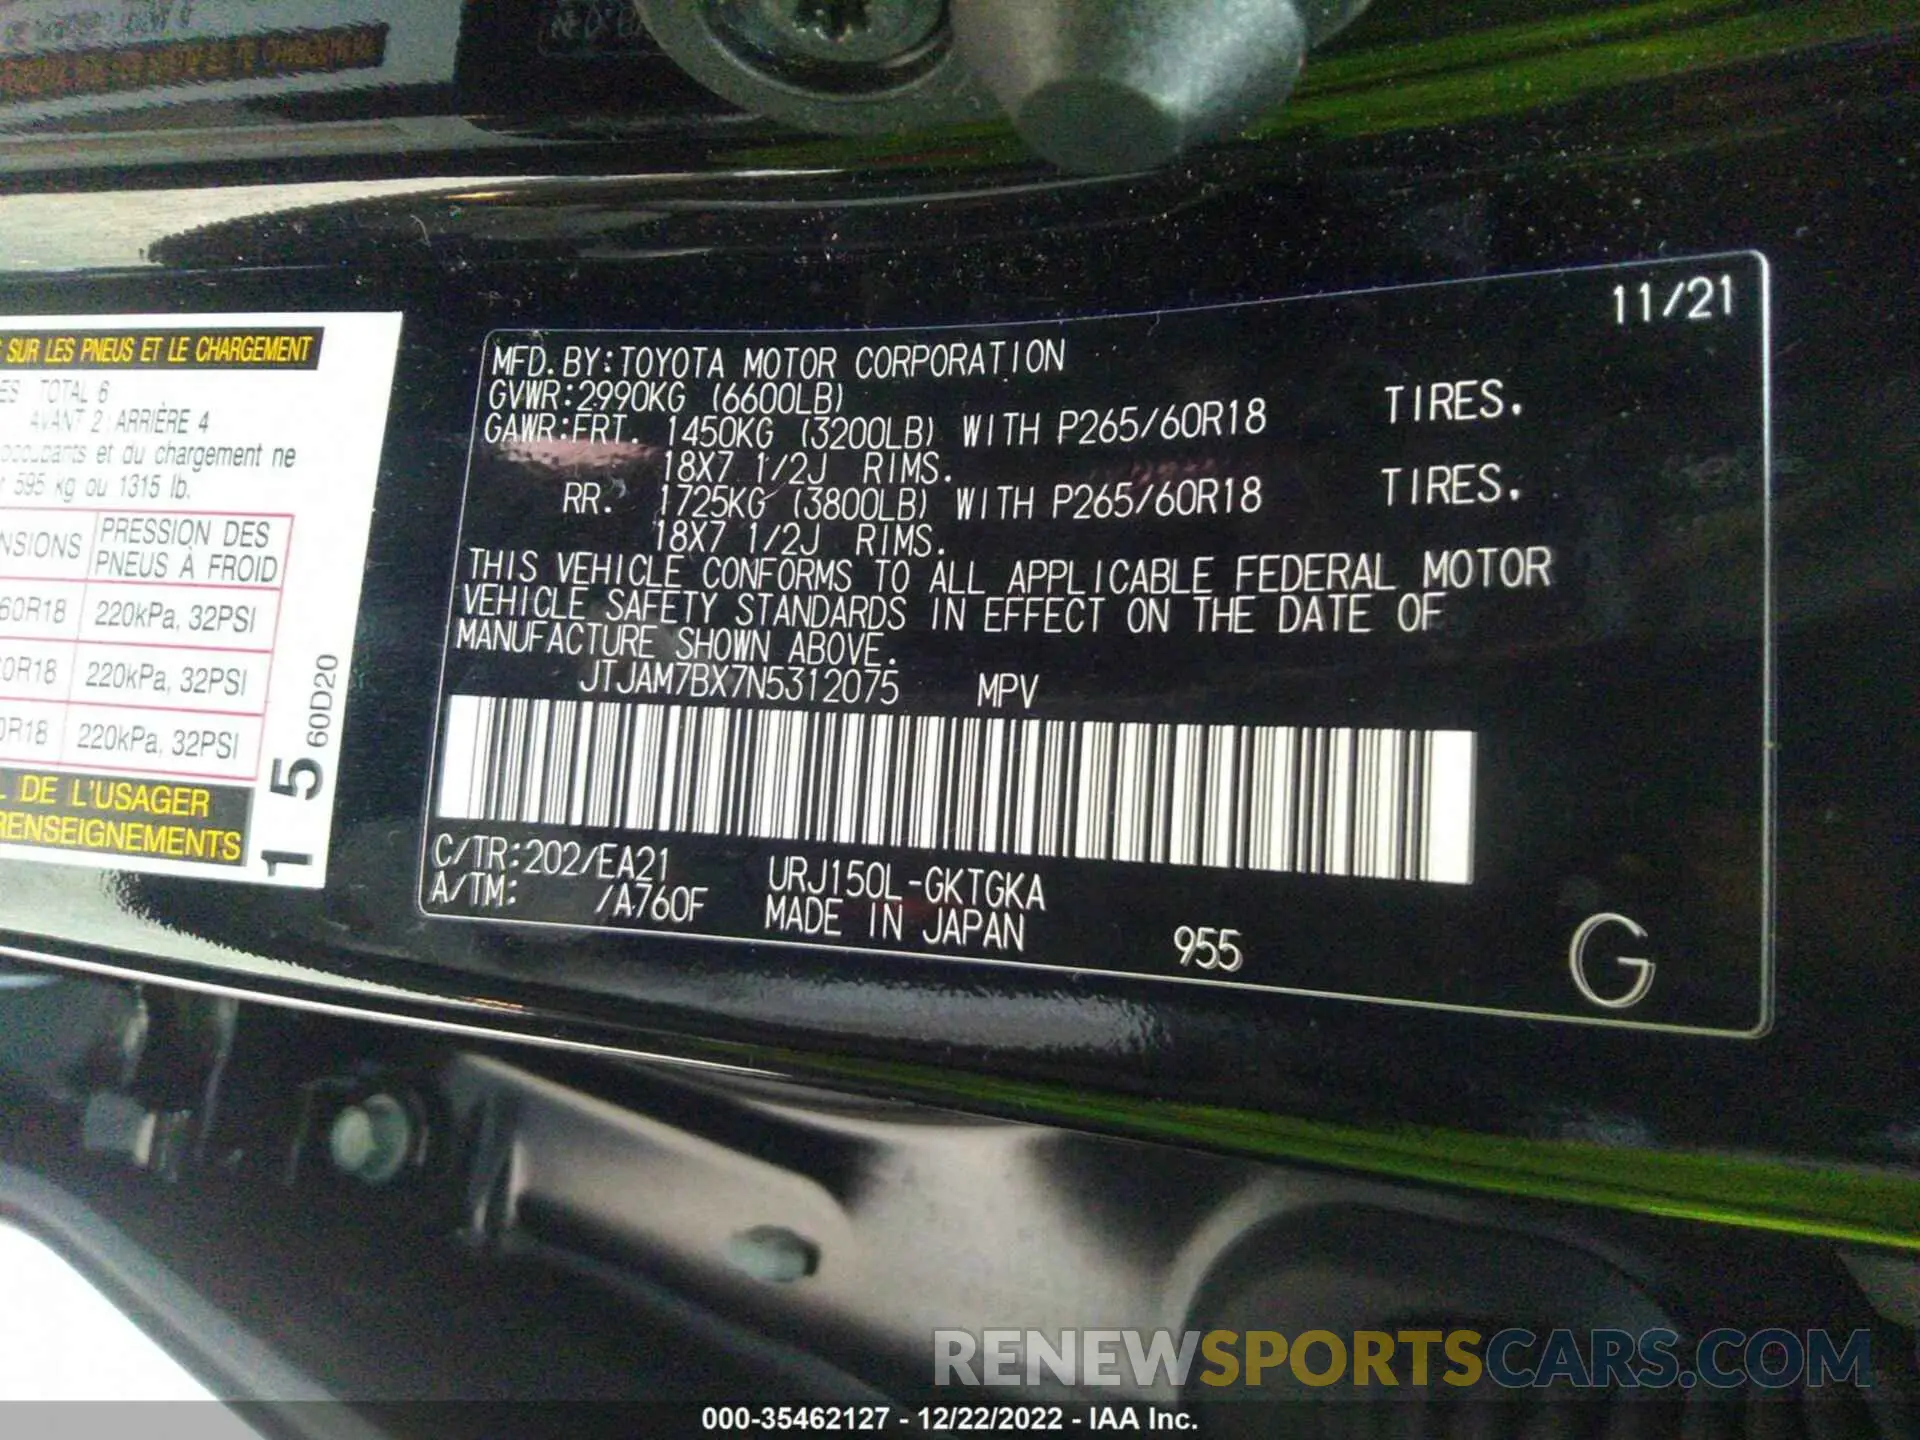 SUR LES PNEUS ET LE CHARGEMENT
TOTAL 6
AVANT 2 ARRIÈRE 4
et du chargement ne
595 kg ou 1315 lb.
PRESSION DES
PNEUS À FROID
60R18 220kPa, 32PSI
220kPa, 32PSI
220kPa, 32PSI
DE L'USAGER
RENSEIGNEMENTS
1 5 60D20
11/21
MFD. BY: TOYOTA MOTOR CORPORATION
GVWR: 2990KG (6600LB)
GAWR: FRT. 1450KG (3200LB) WITH P265/60R18 TIRES.
18X7 1/2J RIMS.
RR. 1725KG (3800LB) WITH P265/60R18 TIRES.
18X7 1/2J RIMS.
THIS VEHICLE CONFORMS TO ALL APPLICABLE FEDERAL MOTOR
VEHICLE SAFETY STANDARDS IN EFFECT ON THE DATE OF
MANUFACTURE SHOWN ABOVE.
JTJAM7BX7N5312075 MPV
C/TR: 202/EA21 URJ150L-GKTGKA
A/TM: /A760F MADE IN JAPAN 955
G
RENEWSPORTSCARS.COM
000-35462127 - 12/22/2022 - IAA Inc.